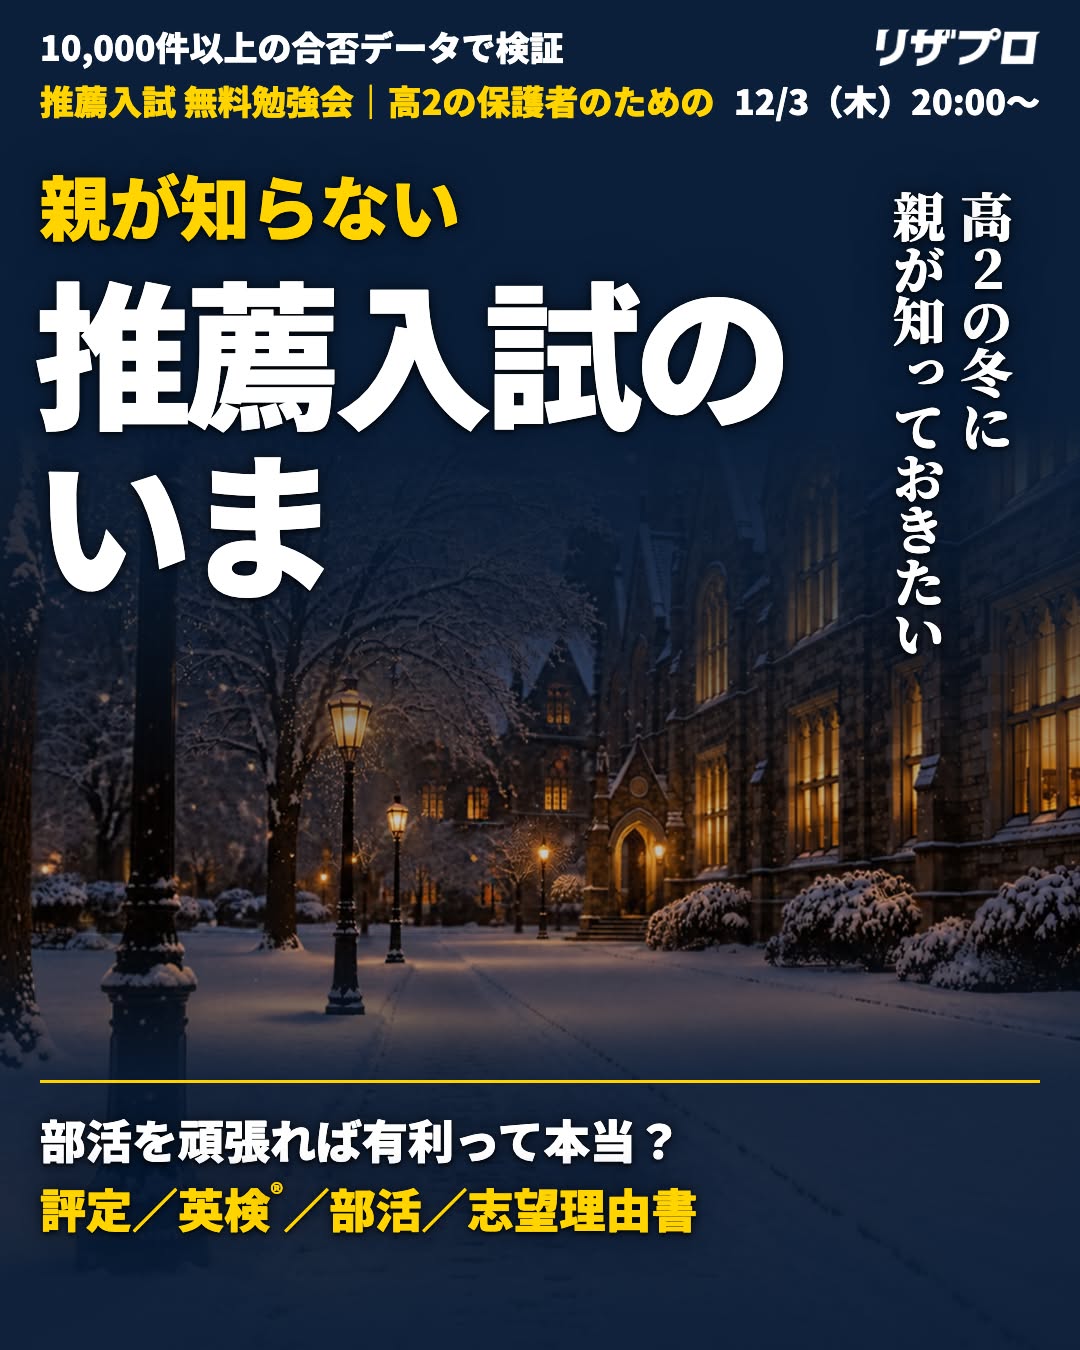 10,000件以上の合否データで検証
リザプロ
推薦入試 無料勉強会｜高2の保護者のための 12/3（木）20:00〜
親が知らない
推薦入試の
いま
高2の冬に
親が知っておきたい
部活を頑張れば有利って本当？
評定／英検®／部活／志望理由書